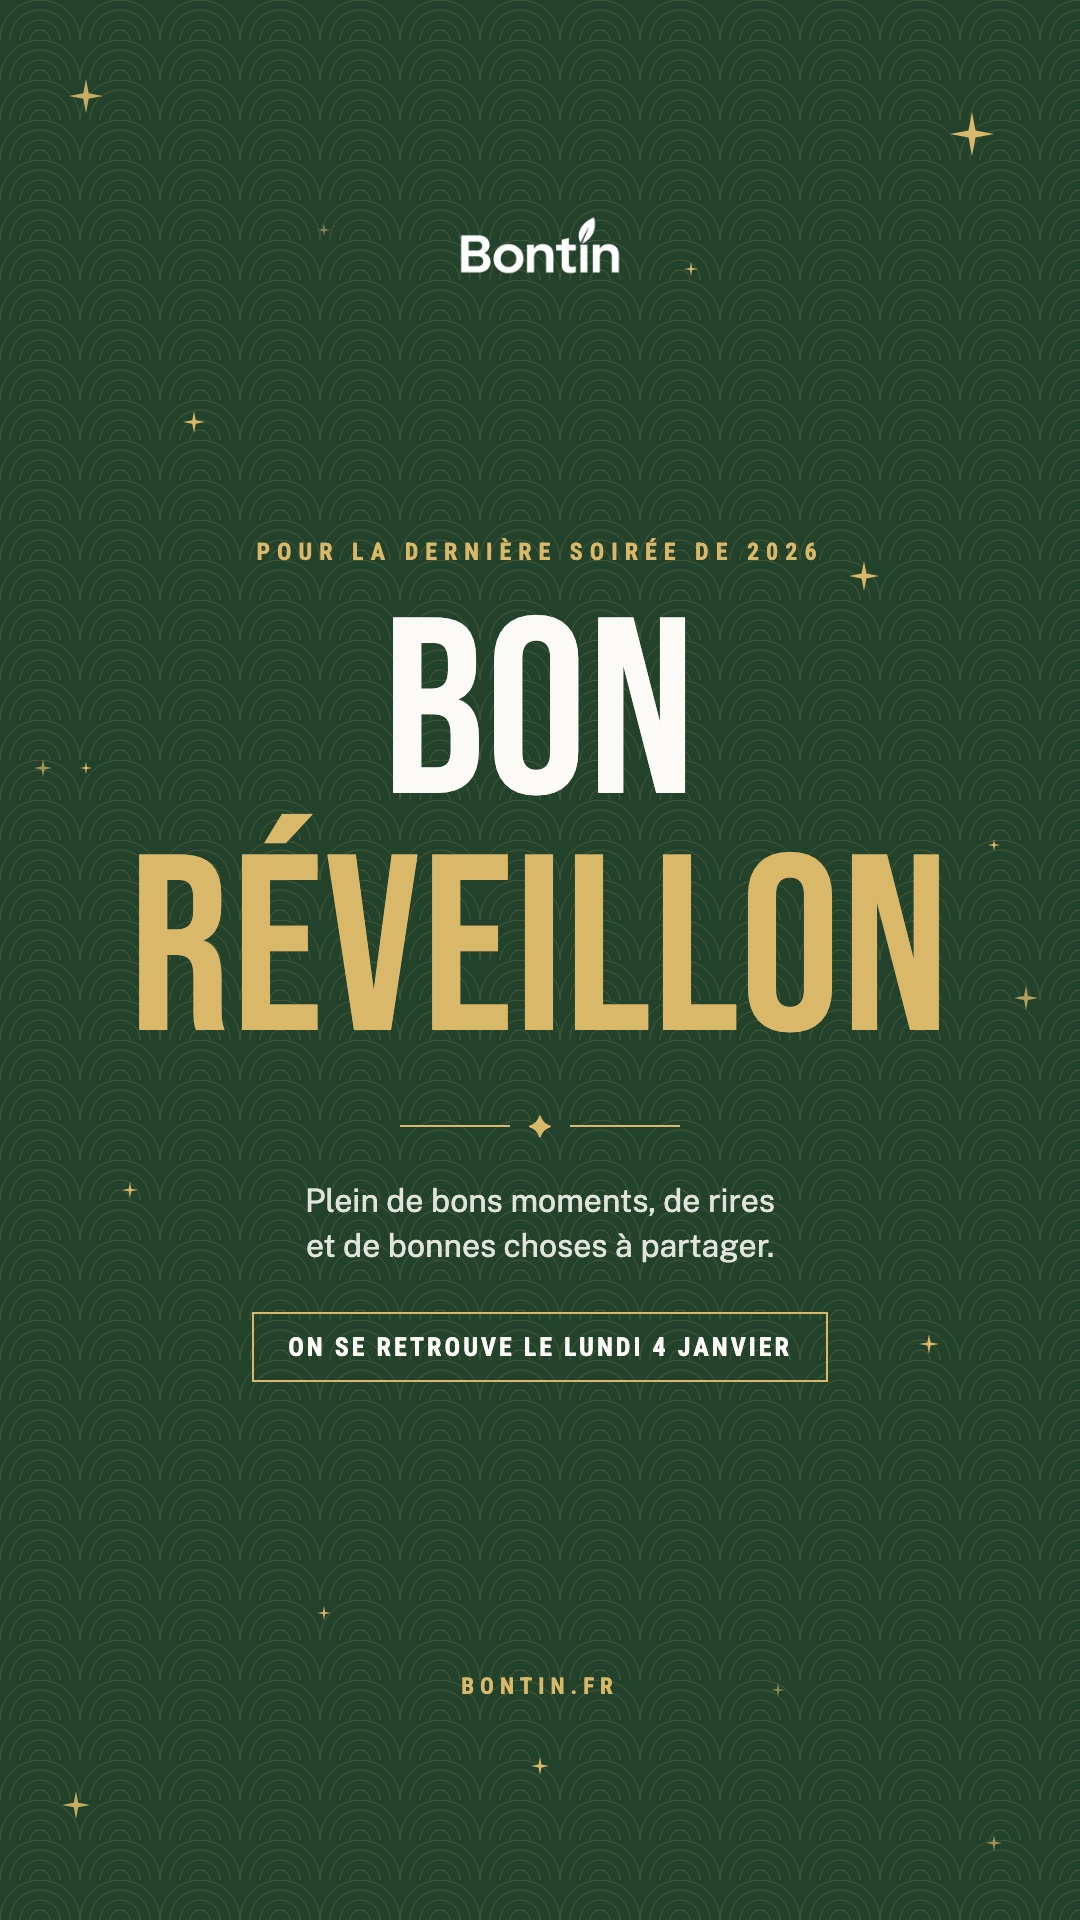 Bontin
POUR LA DERNIÈRE SOIRÉE DE 2026
BON
RÉVEILLON
Plein de bons moments, de rires
et de bonnes choses à partager.
ON SE RETROUVE LE LUNDI 4 JANVIER
BONTIN.FR